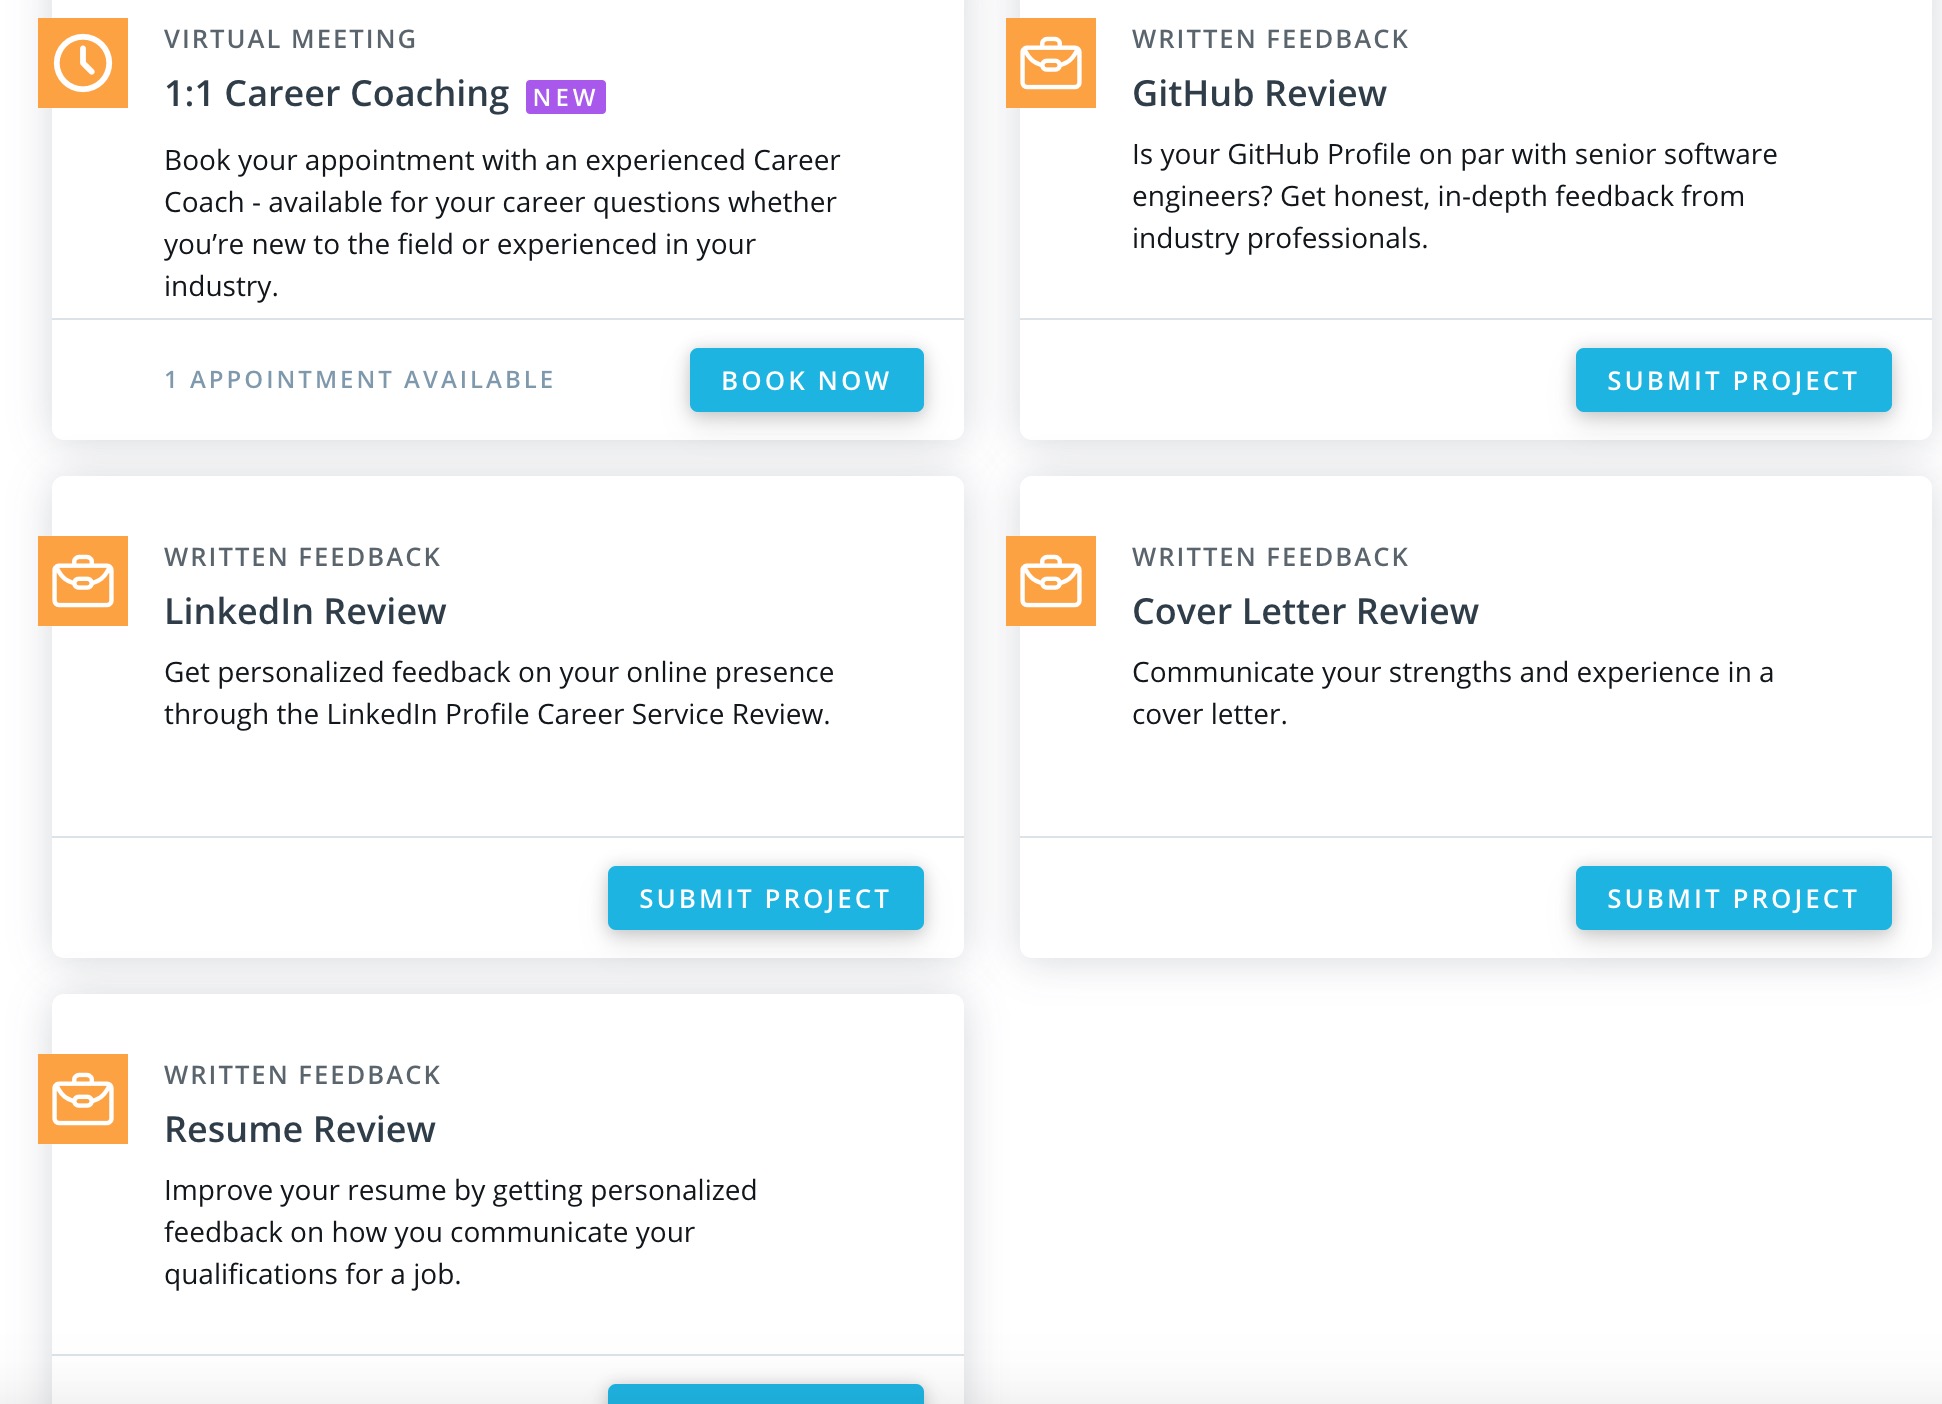 VIRTUAL MEETING
1:1 Career Coaching NEW
Book your appointment with an experienced Career
Coach - available for your career questions whether
you’re new to the field or experienced in your
industry.
1 APPOINTMENT AVAILABLE
BOOK NOW
WRITTEN FEEDBACK
GitHub Review
Is your GitHub Profile on par with senior software
engineers? Get honest, in-depth feedback from
industry professionals.
SUBMIT PROJECT
WRITTEN FEEDBACK
LinkedIn Review
Get personalized feedback on your online presence
through the LinkedIn Profile Career Service Review.
SUBMIT PROJECT
WRITTEN FEEDBACK
Cover Letter Review
Communicate your strengths and experience in a
cover letter.
SUBMIT PROJECT
WRITTEN FEEDBACK
Resume Review
Improve your resume by getting personalized
feedback on how you communicate your
qualifications for a job.